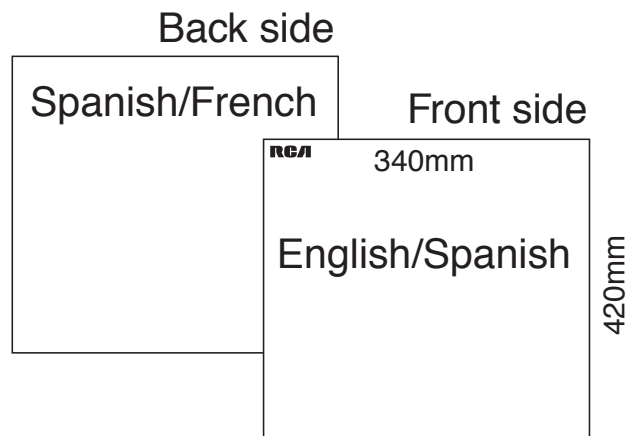 Back side
Spanish/French
Front side
RCA
340mm
English/Spanish
420mm